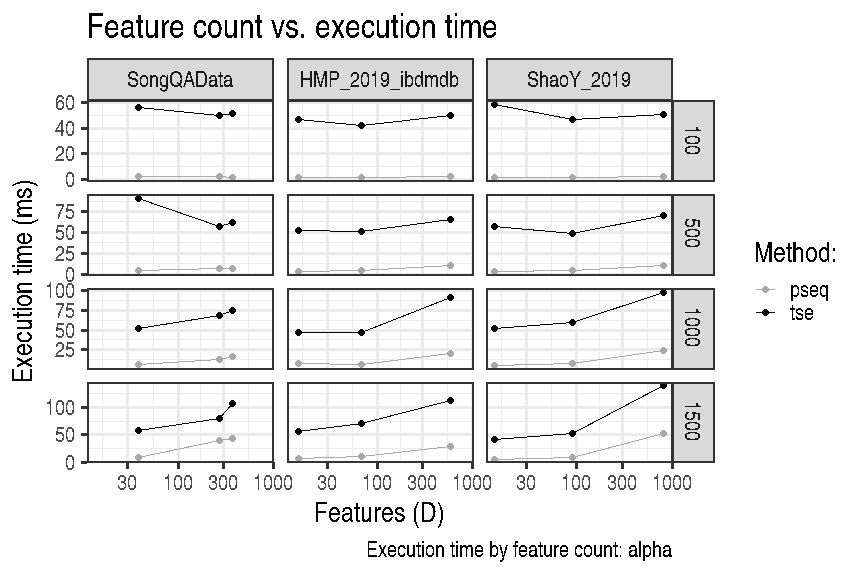 Feature count vs. execution time
SongQAData HMP_2019_ibdmdb ShaoY_2019
60
40
20
0
100
75
50
25
0
500
100
75
50
25
1000
100
50
0
1500
30 100 300 1000 30 100 300 1000 30 100 300 1000
Execution time (ms)
Features (D)
Method:
pseq
tse
Execution time by feature count: alpha